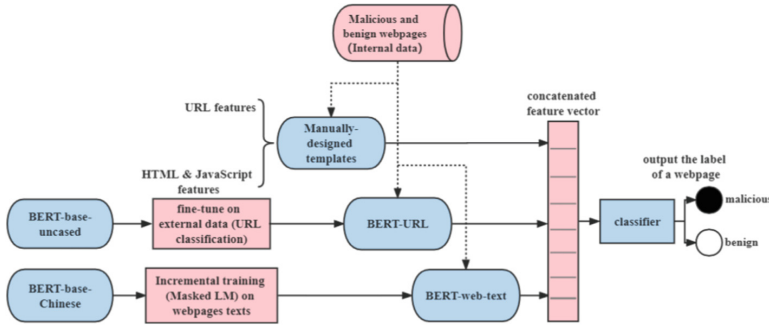 Malicious and
benign webpages
(Internal data)
concatenated
feature vector
URL features
Manually-
designed
templates
HTML & JavaScript
features
output the label
of a webpage
malicious
BERT-base-
uncased
fine-tune on
external data (URL
classification)
BERT-URL
classifier
benign
BERT-base-
Chinese
Incremental training
(Masked LM) on
webpages texts
BERT-web-text